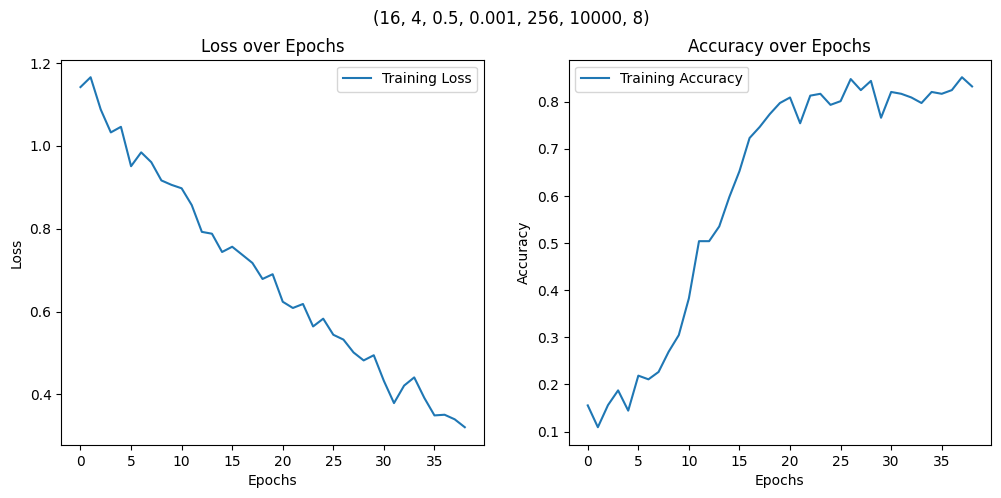 (16, 4, 0.5, 0.001, 256, 10000, 8)
Loss over Epochs
Training Loss
1.2
1.0
0.8
0.6
0.4
Loss
0 5 10 15 20 25 30 35
Epochs
Accuracy over Epochs
Training Accuracy
0.8
0.7
0.6
0.5
0.4
0.3
0.2
0.1
Accuracy
0 5 10 15 20 25 30 35
Epochs